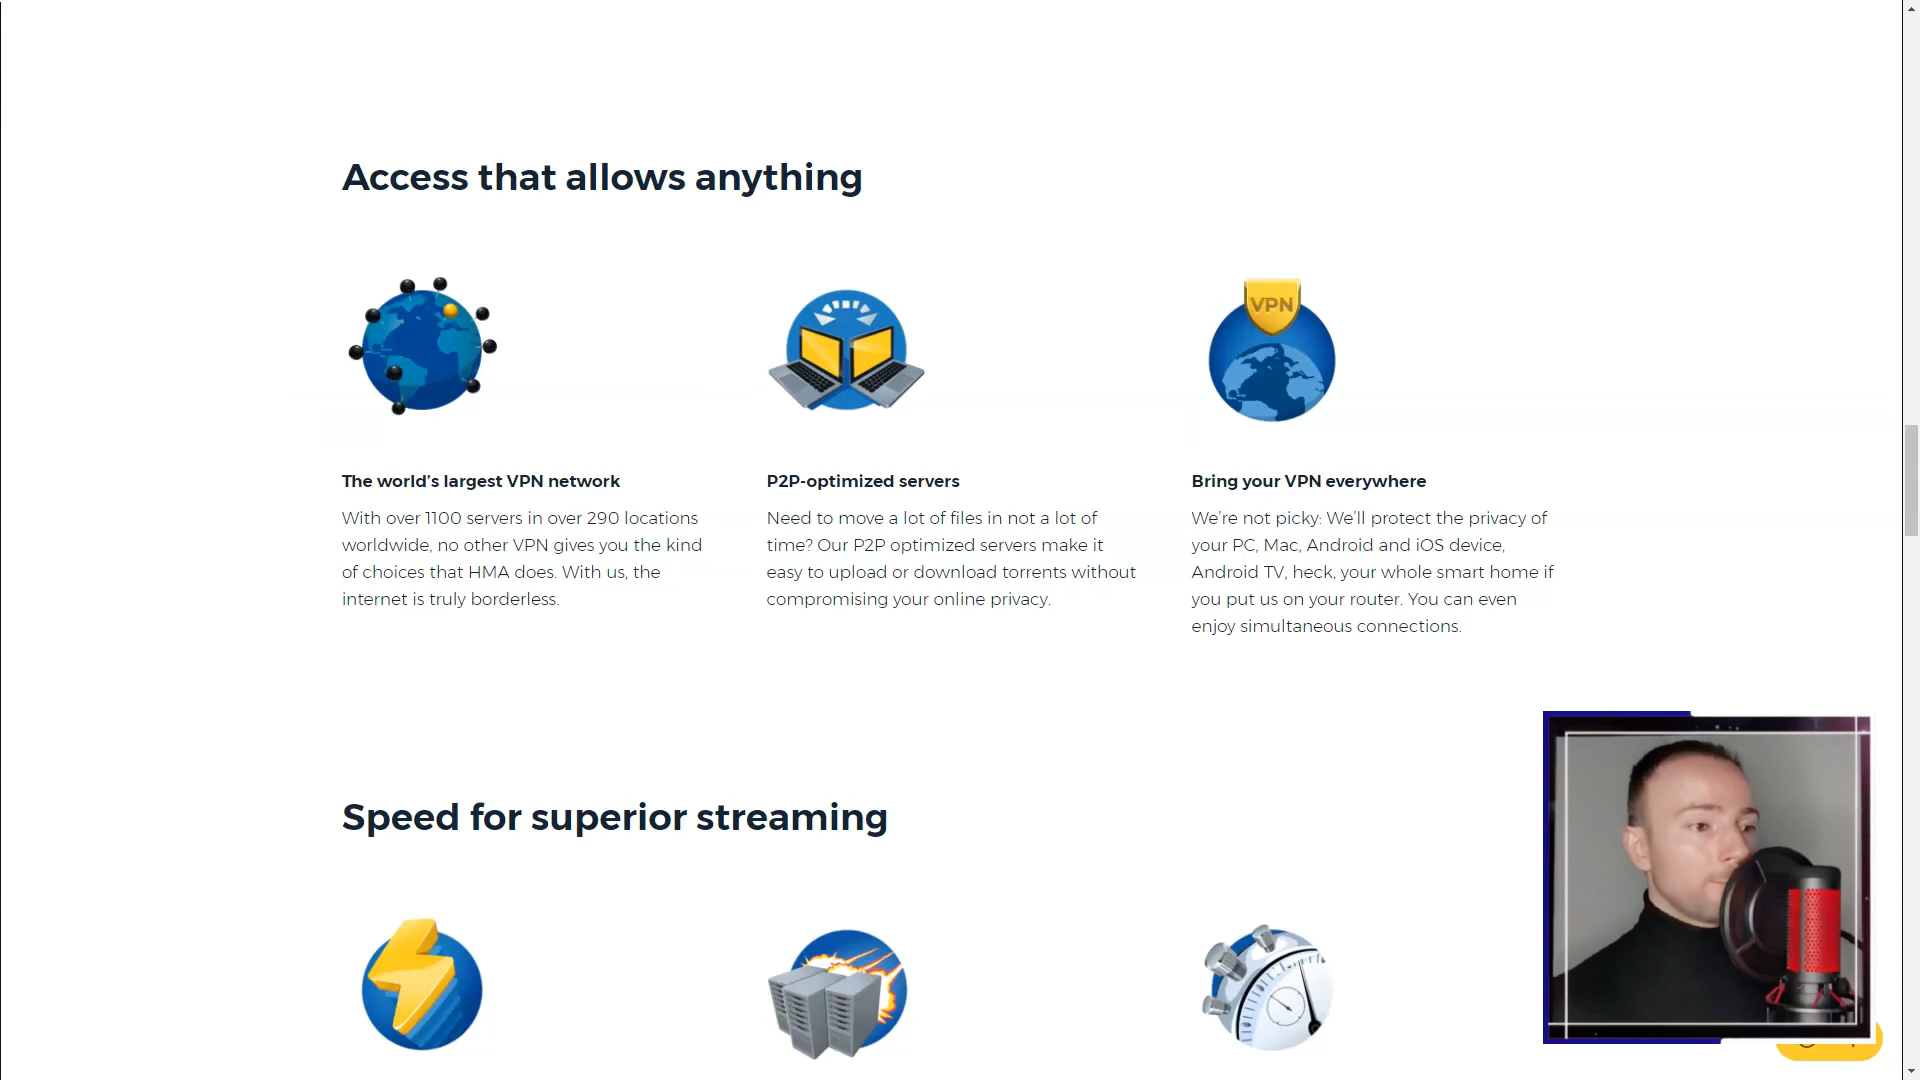 Access that allows anything
VPN
The world’s largest VPN network
With over 1100 servers in over 290 locations
worldwide, no other VPN gives you the kind
of choices that HMA does. With us, the
internet is truly borderless.
P2P-optimized servers
Need to move a lot of files in not a lot of
time? Our P2P optimized servers make it
easy to upload or download torrents without
compromising your online privacy.
Bring your VPN everywhere
We’re not picky: We’ll protect the privacy of
your PC, Mac, Android and iOS device,
Android TV, heck, your whole smart home if
you put us on your router. You can even
enjoy simultaneous connections.
Speed for superior streaming